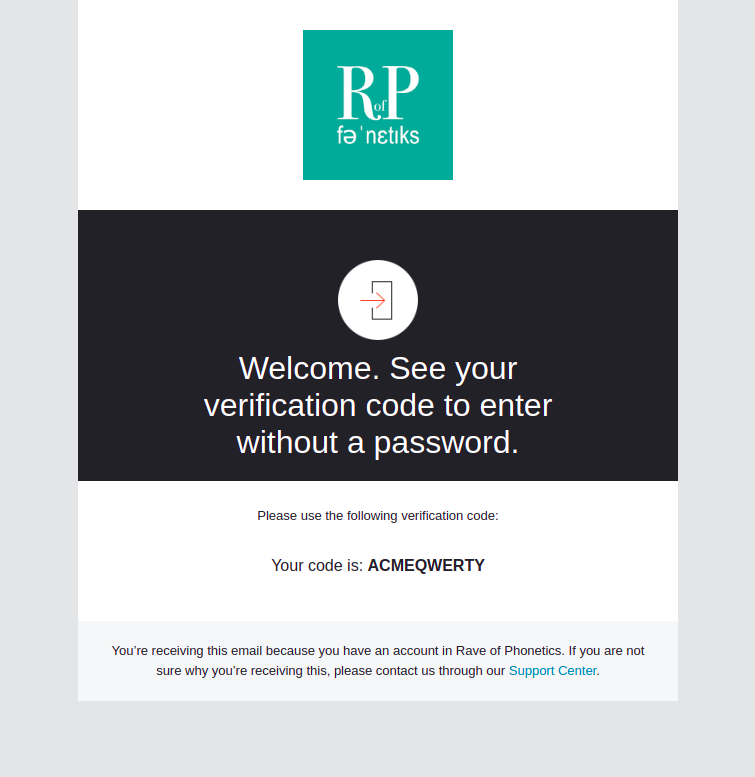 R of P
fəˈnɛtıks
Welcome. See your
verification code to enter
without a password.
Please use the following verification code:
Your code is: ACMEQWERTY
You’re receiving this email because you have an account in Rave of Phonetics. If you are not
sure why you’re receiving this, please contact us through our Support Center.